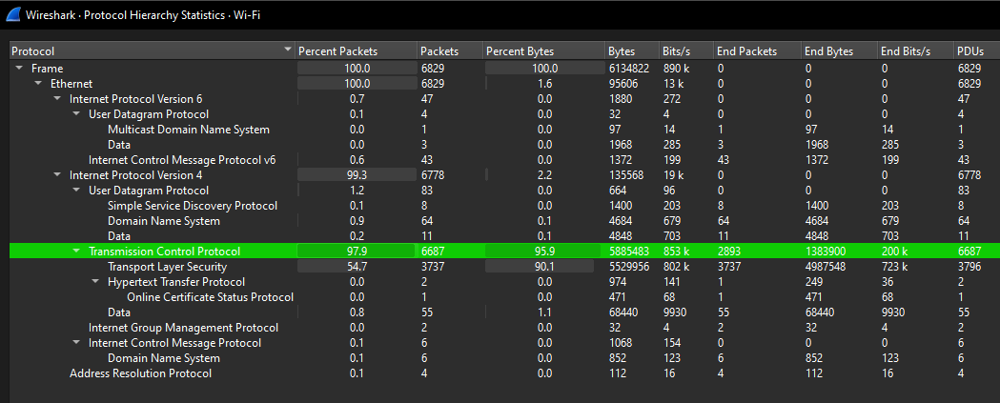 Wireshark · Protocol Hierarchy Statistics · Wi-Fi
Protocol Percent Packets Packets Percent Bytes Bytes Bits/s End Packets End Bytes End Bits/s PDUs
Frame 100.0 6829 100.0 6134822 890 k 0 0 0 6829
Ethernet 100.0 6829 1.6 95606 13 k 0 0 0 6829
Internet Protocol Version 6 0.7 47 0.0 1880 272 0 0 0 47
User Datagram Protocol 0.1 4 0.0 32 4 0 0 0 4
Multicast Domain Name System 0.0 1 0.0 97 14 1 97 14 1
Data 0.0 3 0.0 1968 285 3 1968 285 3
Internet Control Message Protocol v6 0.6 43 0.0 1372 199 43 1372 199 43
Internet Protocol Version 4 99.3 6778 2.2 135568 19 k 0 0 0 6778
User Datagram Protocol 1.2 83 0.0 664 96 0 0 0 83
Simple Service Discovery Protocol 0.1 8 0.0 1400 203 8 1400 203 8
Domain Name System 0.9 64 0.1 4684 679 64 4684 679 64
Data 0.2 11 0.1 4848 703 11 4848 703 11
Transmission Control Protocol 97.9 6687 95.9 5885483 853 k 2893 1383900 200 k 6687
Transport Layer Security 54.7 3737 90.1 5529956 802 k 3737 4987548 723 k 3796
Hypertext Transfer Protocol 0.0 2 0.0 974 141 1 249 36 2
Online Certificate Status Protocol 0.0 1 0.0 471 68 1 471 68 1
Data 0.8 55 1.1 68440 9930 55 68440 9930 55
Internet Group Management Protocol 0.0 2 0.0 32 4 2 32 4 2
Internet Control Message Protocol 0.1 6 0.0 1068 154 0 0 0 6
Domain Name System 0.1 6 0.0 852 123 6 852 123 6
Address Resolution Protocol 0.1 4 0.0 112 16 4 112 16 4